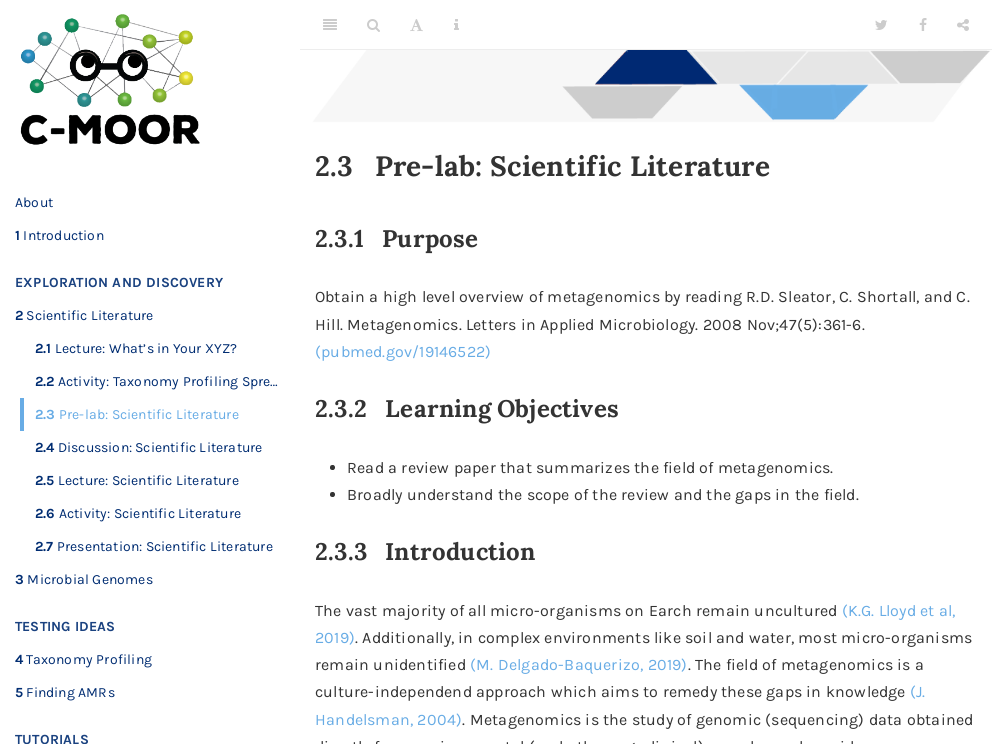 C-MOOR
About
1 Introduction
EXPLORATION AND DISCOVERY
2 Scientific Literature
2.1 Lecture: What's in Your XYZ?
2.2 Activity: Taxonomy Profiling Spre…
2.3 Pre-lab: Scientific Literature
2.4 Discussion: Scientific Literature
2.5 Lecture: Scientific Literature
2.6 Activity: Scientific Literature
2.7 Presentation: Scientific Literature
3 Microbial Genomes
TESTING IDEAS
4 Taxonomy Profiling
5 Finding AMRs
TUTORIALS
A
i
2.3 Pre-lab: Scientific Literature
2.3.1 Purpose
Obtain a high level overview of metagenomics by reading R.D. Sleator, C. Shortall, and C.
Hill. Metagenomics. Letters in Applied Microbiology. 2008 Nov;47(5):361-6.
(pubmed.gov/19146522)
2.3.2 Learning Objectives
• Read a review paper that summarizes the field of metagenomics.
• Broadly understand the scope of the review and the gaps in the field.
2.3.3 Introduction
The vast majority of all micro-organisms on Earch remain uncultured (K.G. Lloyd et al,
2019). Additionally, in complex environments like soil and water, most micro-organisms
remain unidentified (M. Delgado-Baquerizo, 2019). The field of metagenomics is a
culture-independent approach which aims to remedy these gaps in knowledge (J.
Handelsman, 2004). Metagenomics is the study of genomic (sequencing) data obtained